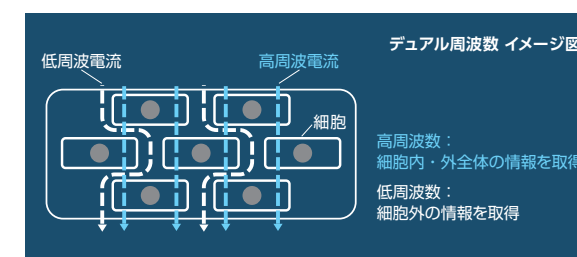 デュアル周波数 イメージ図
低周波電流
高周波電流
細胞
高周波数：
細胞内・外全体の情報を取得
低周波数：
細胞外の情報を取得